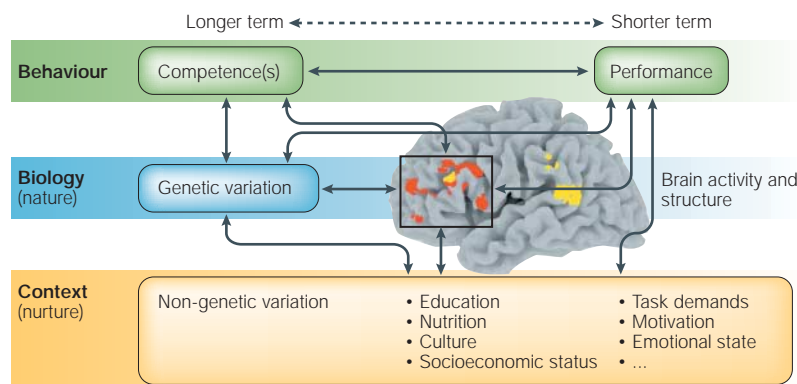 Longer term
Shorter term
Behaviour
Competence(s)
Performance
Biology
(nature)
Genetic variation
Brain activity and
structure
Context
(nurture)
Non-genetic variation
• Education
• Nutrition
• Culture
• Socioeconomic status
• Task demands
• Motivation
• Emotional state
• ...